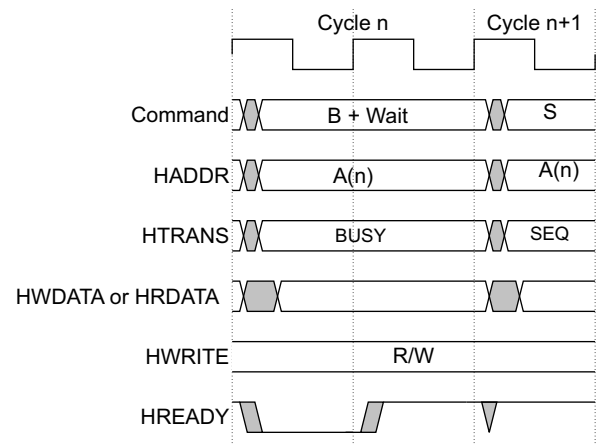 Cycle n Cycle n+1
Command B + Wait S
HADDR A(n) A(n)
HTRANS BUSY SEQ
HWDATA or HRDATA
HWRITE R/W
HREADY